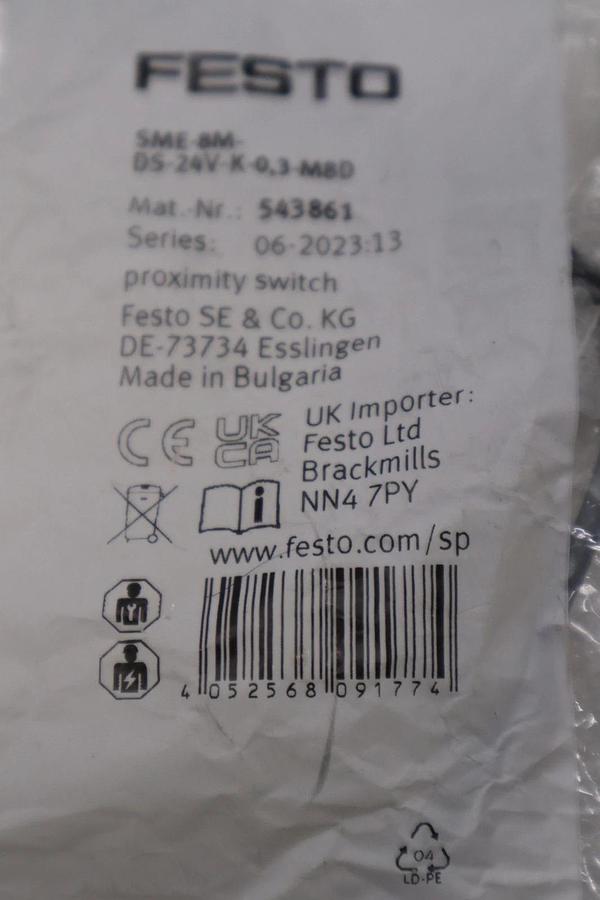 FESTO
SME-8M-
DS-24V-K-0,3-M8D
Mat.-Nr.: 543861
Series: 06-2023:13
proximity switch
Festo SE & Co. KG
DE-73734 Esslingen
Made in Bulgaria
CE UK CA
UK Importer:
Festo Ltd
Brackmills
NN4 7PY
i
www.festo.com/sp
4 052568 091774
04
LD-PE